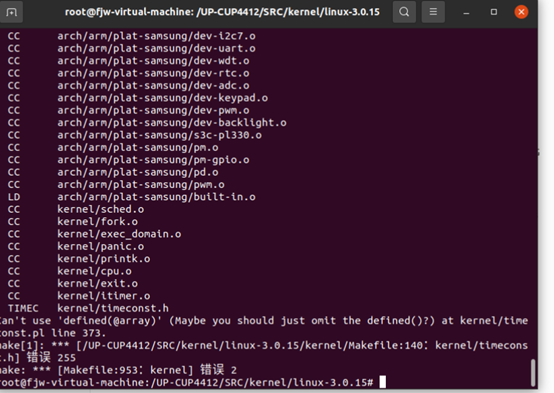 root@fjw-virtual-machine: /UP-CUP4412/SRC/kernel/linux-3.0.15
CC arch/arm/plat-samsung/dev-i2c7.o
CC arch/arm/plat-samsung/dev-uart.o
CC arch/arm/plat-samsung/dev-wdt.o
CC arch/arm/plat-samsung/dev-rtc.o
CC arch/arm/plat-samsung/dev-adc.o
CC arch/arm/plat-samsung/dev-keypad.o
CC arch/arm/plat-samsung/dev-pwm.o
CC arch/arm/plat-samsung/dev-backlight.o
CC arch/arm/plat-samsung/s3c-pl330.o
CC arch/arm/plat-samsung/pm.o
CC arch/arm/plat-samsung/pm-gpio.o
CC arch/arm/plat-samsung/pd.o
CC arch/arm/plat-samsung/pwm.o
LD arch/arm/plat-samsung/built-in.o
CC kernel/sched.o
CC kernel/fork.o
CC kernel/exec_domain.o
CC kernel/panic.o
CC kernel/printk.o
CC kernel/cpu.o
CC kernel/exit.o
CC kernel/itimer.o
TIMEC kernel/timeconst.h
Can't use 'defined(@array)' (Maybe you should just omit the defined()?) at kernel/time
const.pl line 373.
make[1]: *** [/UP-CUP4412/SRC/kernel/linux-3.0.15/kernel/Makefile:140：kernel/timecons
t.h] 错误 255
make: *** [Makefile:953：kernel] 错误 2
root@fjw-virtual-machine:/UP-CUP4412/SRC/kernel/linux-3.0.15#